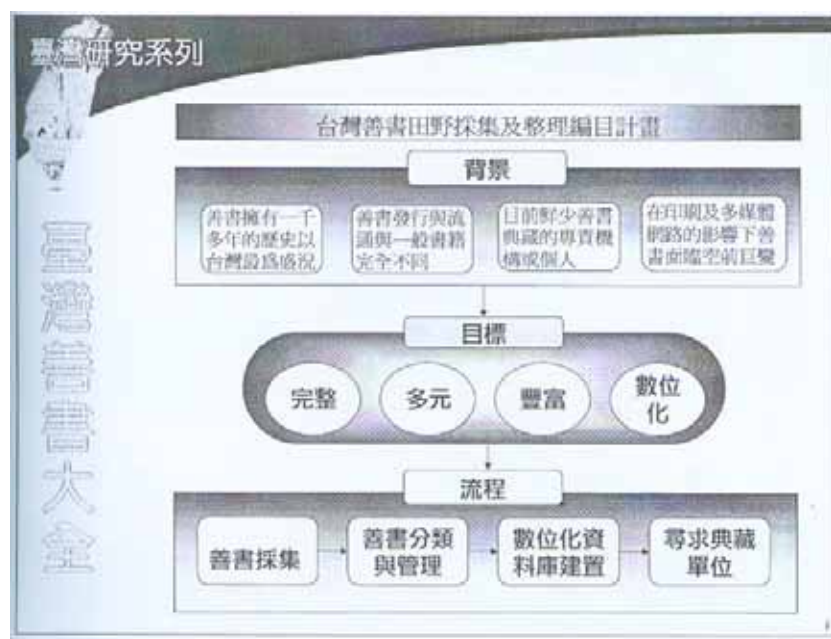 臺灣研究系列
臺灣善書大全
台灣善書田野採集及整理編目計畫
背景
善書擁有一千
多年的歷史以
台灣最為盛況
善書發行與流
通與一般書籍
完全不同
目前鮮少善書
典藏的專責機
構或個人
在印刷及多媒體
網路的影響下善
書面臨空前巨變
目標
完整
多元
豐富
數位
化
流程
善書採集
善書分類
與管理
數位化資
料庫建置
尋求典藏
單位